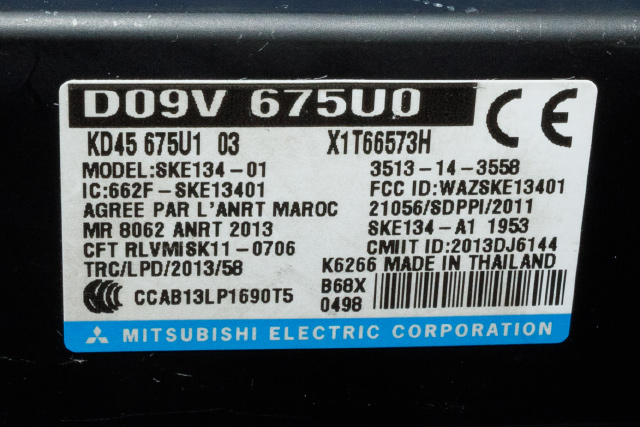 D09V 675U0
CE
KD45 675U1 03 X1T66573H
MODEL:SKE134-01 3513-14-3558
IC:662F-SKE13401 FCC ID:WAZSKE13401
AGREE PAR L'ANRT MAROC 21056/SDPPI/2011
MR 8062 ANRT 2013 SKE134-A1 1953
CFT RLVMISK11-0706 CMIIT ID:2013DJ6144
TRC/LPD/2013/58 K6266 MADE IN THAILAND
CCC CCAB13LP1690T5 B68X
0498
MITSUBISHI ELECTRIC CORPORATION